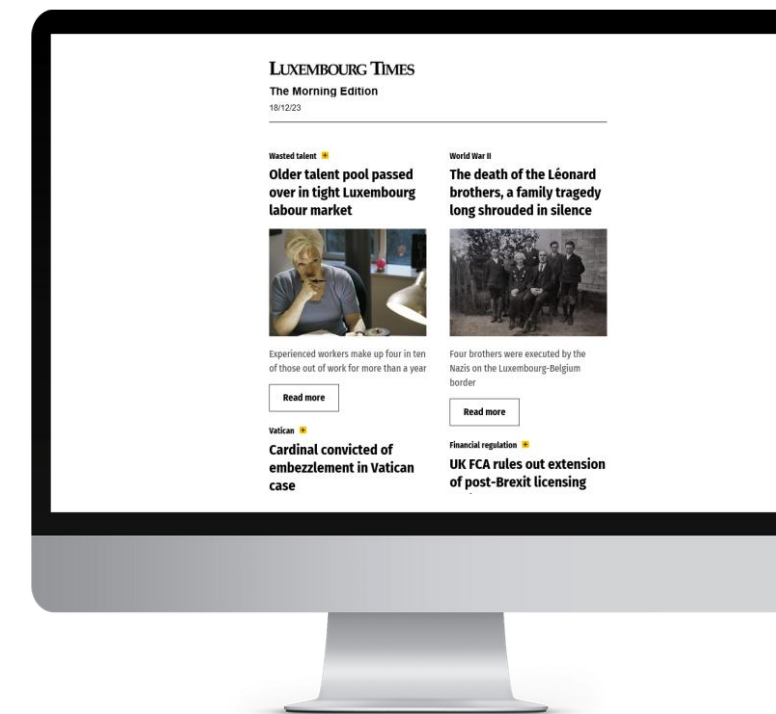 LUXEMBOURG TIMES
The Morning Edition
18/12/23
Wasted talent +
Older talent pool passed
over in tight Luxembourg
labour market
Experienced workers make up four in ten
of those out of work for more than a year
Read more
Vatican +
Cardinal convicted of
embezzlement in Vatican
case
World War II
The death of the Léonard
brothers, a family tragedy
long shrouded in silence
Four brothers were executed by the
Nazis on the Luxembourg-Belgium
border
Read more
Financial regulation +
UK FCA rules out extension
of post-Brexit licensing